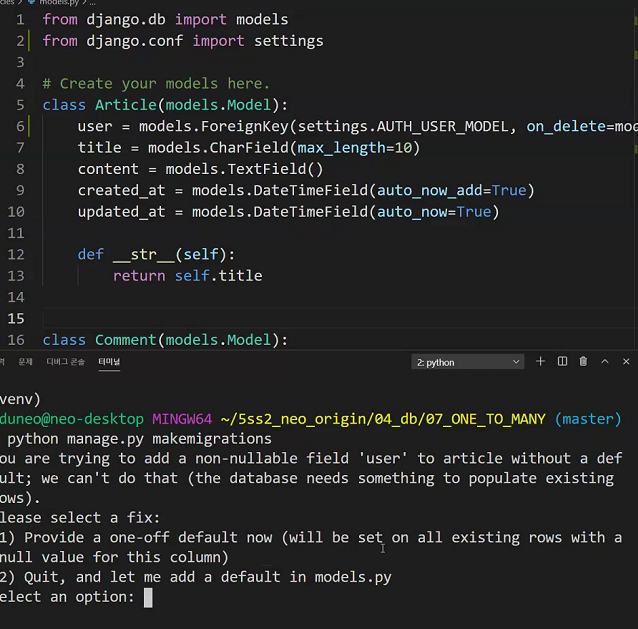 cles > models.py > ...
1 from django.db import models
2 from django.conf import settings
3
4 # Create your models here.
5 class Article(models.Model):
6 user = models.ForeignKey(settings.AUTH_USER_MODEL, on_delete=mod
7 title = models.CharField(max_length=10)
8 content = models.TextField()
9 created_at = models.DateTimeField(auto_now_add=True)
10 updated_at = models.DateTimeField(auto_now=True)
11
12 def __str__(self):
13 return self.title
14
15
16 class Comment(models.Model):
력 문제 디버그 콘솔 터미널 2: python
venv)
duneo@neo-desktop MINGW64 ~/5ss2_neo_origin/04_db/07_ONE_TO_MANY (master)
python manage.py makemigrations
ou are trying to add a non-nullable field 'user' to article without a def
ult; we can't do that (the database needs something to populate existing
ows).
lease select a fix:
1) Provide a one-off default now (will be set on all existing rows with a
null value for this column)
2) Quit, and let me add a default in models.py
elect an option: